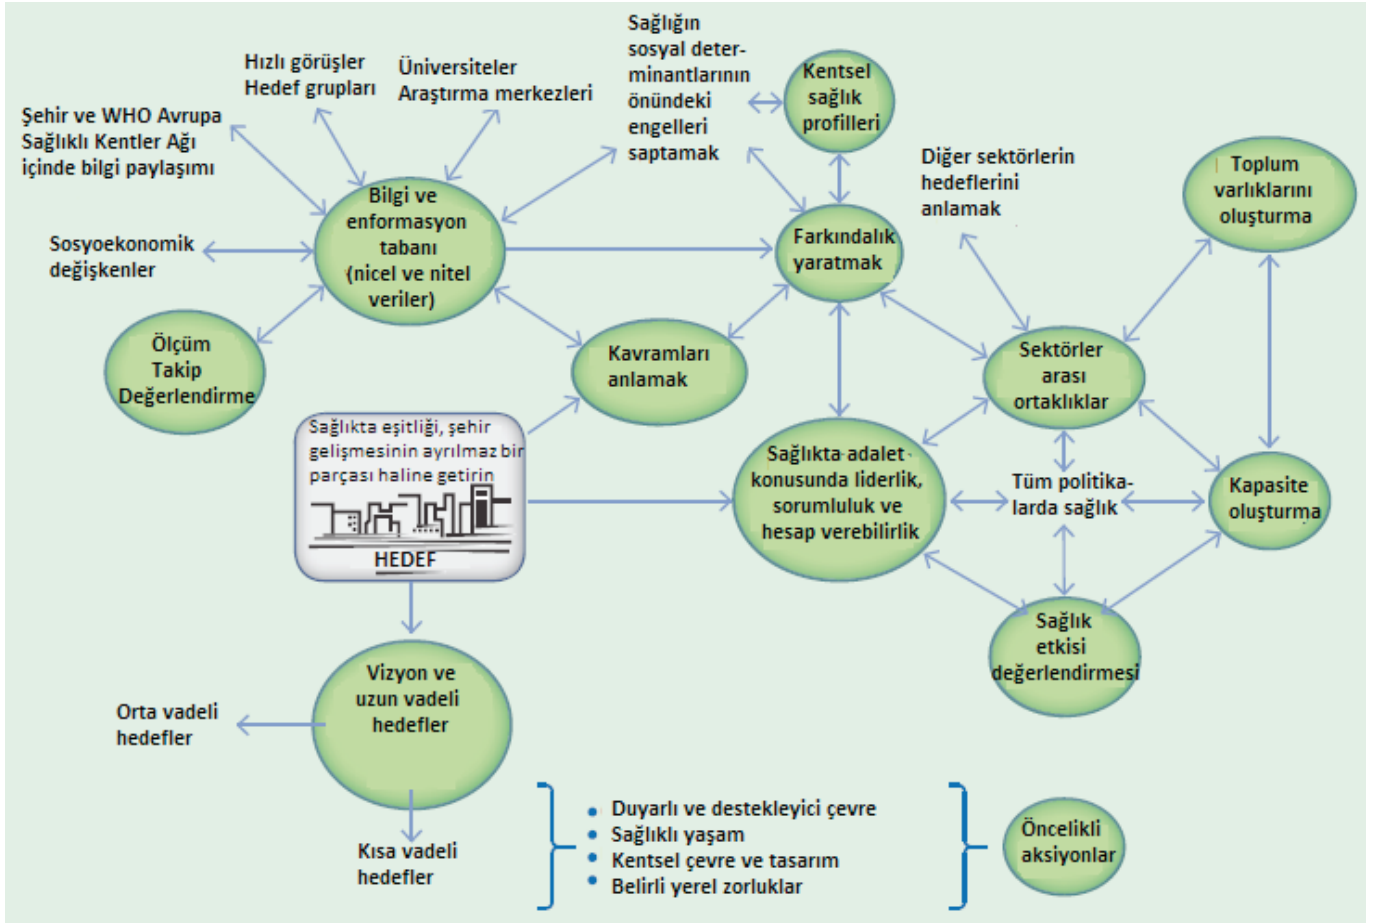 Şehir ve WHO Avrupa
Sağlıklı Kentler Ağı
içinde bilgi paylaşımı
Hızlı görüşler
Hedef grupları
Üniversiteler
Araştırma merkezleri
Sağlığın
sosyal deter-
minantlarının
önündeki
engelleri
saptamak
Kentsel
sağlık
profilleri
Diğer sektörlerin
hedeflerini
anlamak
Toplum
varlıklarını
oluşturma
Sosyoekonomik
değişkenler
Bilgi ve
enformasyon
tabanı
(nicel ve nitel
veriler)
Farkındalık
yaratmak
Ölçüm
Takip
Değerlendirme
Kavramları
anlamak
Sektörler
arası
ortaklıklar
Sağlıkta eşitliği, şehir
gelişmesinin ayrılmaz bir
parçası haline getirin
HEDEF
Sağlıkta adalet
konusunda liderlik,
sorumluluk ve
hesap verebilirlik
Tüm politika-
larda sağlık
Kapasite
oluşturma
Sağlık
etkisi
değerlendirmesi
Vizyon ve
uzun vadeli
hedefler
Orta vadeli
hedefler
Kısa vadeli
hedefler
• Duyarlı ve destekleyici çevre
• Sağlıklı yaşam
• Kentsel çevre ve tasarım
• Belirli yerel zorluklar
Öncelikli
aksiyonlar